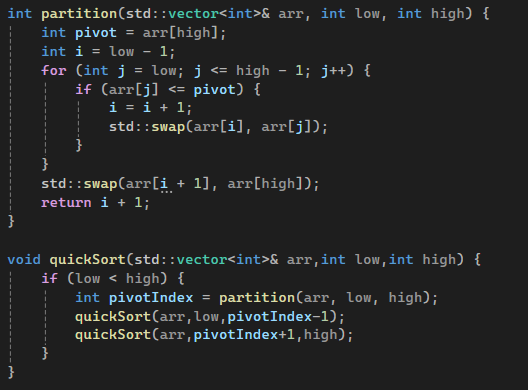 int partition(std::vector<int>& arr, int low, int high) {
    int pivot = arr[high];
    int i = low - 1;
    for (int j = low; j <= high - 1; j++) {
        if (arr[j] <= pivot) {
            i = i + 1;
            std::swap(arr[i], arr[j]);
        }
    }
    std::swap(arr[i + 1], arr[high]);
    return i + 1;
}

void quickSort(std::vector<int>& arr,int low,int high) {
    if (low < high) {
        int pivotIndex = partition(arr, low, high);
        quickSort(arr,low,pivotIndex-1);
        quickSort(arr,pivotIndex+1,high);
    }
}